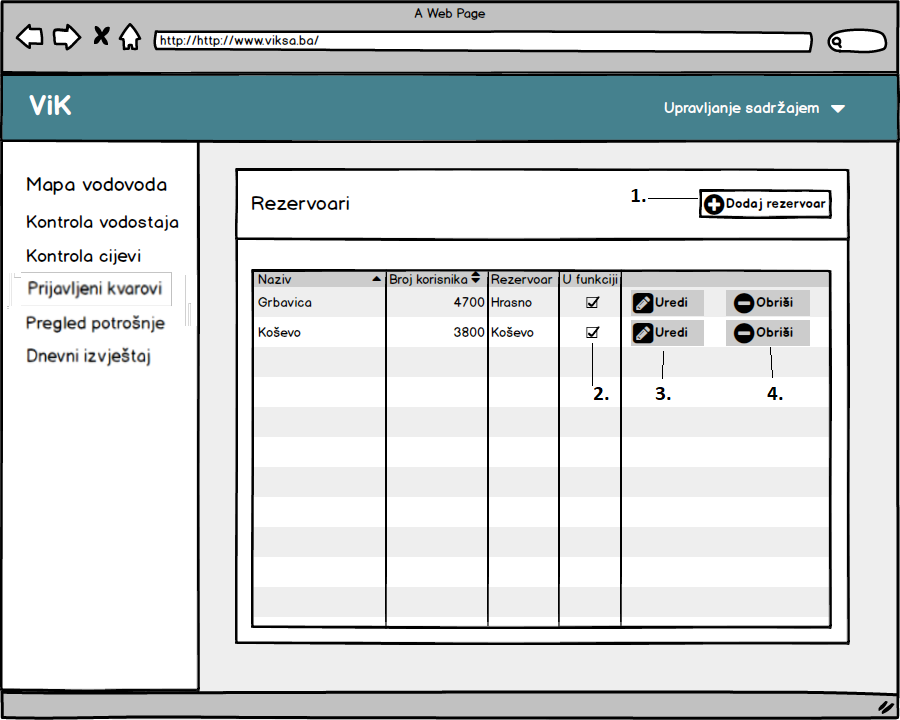 A Web Page
http://http://www.viksa.ba/
ViK
Upravljanje sadržajem
Mapa vodovoda
Kontrola vodostaja
Kontrola cijevi
Prijavljeni kvarovi
Pregled potrošnje
Dnevni izvještaj
Rezervoari
1.
Dodaj rezervoar
Naziv Broj korisnika Rezervoar U funkciji
Grbavica 4700 Hrasno Uredi Obriši
Koševo 3800 Koševo Uredi Obriši
2. 3. 4.